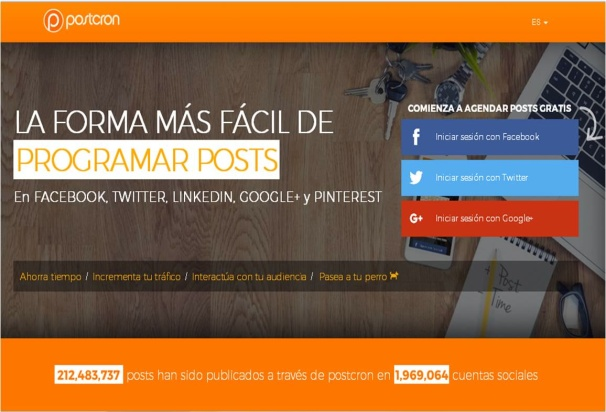 postcron
ES
LA FORMA MÁS FÁCIL DE
PROGRAMAR POSTS
En FACEBOOK, TWITTER, LINKEDIN, GOOGLE+ y PINTEREST
COMIENZA A AGENDAR POSTS GRATIS
Iniciar sesión con Facebook
Iniciar sesión con Twitter
G+ Iniciar sesión con Google+
+ Post
Time
Ahorra tiempo / Incrementa tu tráfico / Interactúa con tu audiencia / Pasea a tu perro
212,483,737 posts han sido publicados a través de postcron en 1,969,064 cuentas sociales